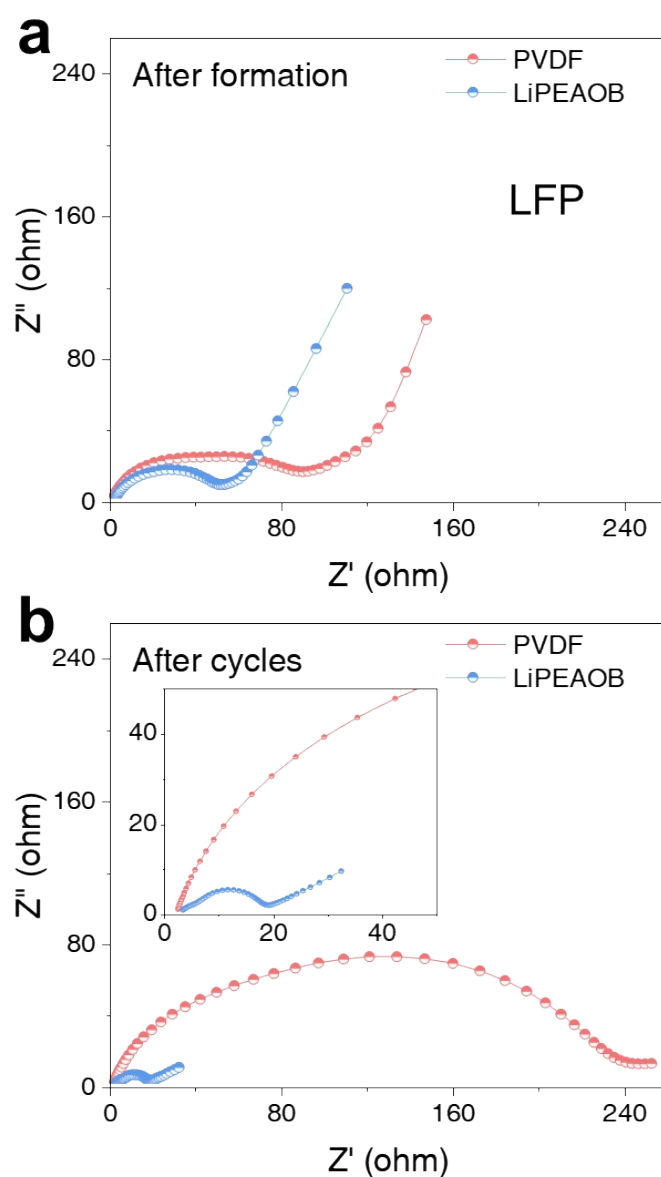 a
After formation
PVDF
LiPEAOB
LFP
240
160
80
0
0 80 160 240
Z'' (ohm)
Z' (ohm)
b
After cycles
PVDF
LiPEAOB
240
160
80
0
0 80 160 240
40
20
0
0 20 40
Z'' (ohm)
Z' (ohm)